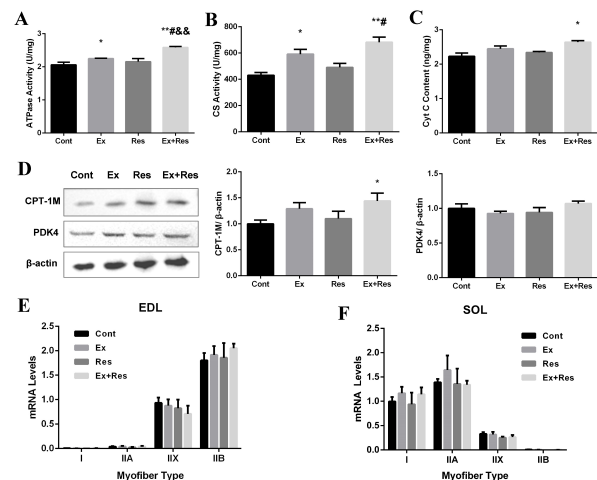 A
ATPase Activity (U/mg)
3
2
1
0
*
**#&&
Cont Ex Res Ex+Res
B
CS Activity (U/mg)
800
600
400
200
0
*
**#
Cont Ex Res Ex+Res
C
Cyt C Content (ng/mg)
3
2
1
0
*
Cont Ex Res Ex+Res
D
Cont Ex Res Ex+Res
CPT-1M
PDK4
β-actin
CPT-1M/ β-actin
2.0
1.5
1.0
0.5
0.0
*
Cont Ex Res Ex+Res
PDK4/ β-actin
1.5
1.0
0.5
0.0
Cont Ex Res Ex+Res
E
EDL
mRNA Levels
2.5
2.0
1.5
1.0
0.5
0.0
Cont
Ex
Res
Ex+Res
I IIA IIX IIB
Myofiber Type
F
SOL
mRNA Levels
2.5
2.0
1.5
1.0
0.5
0.0
Cont
Ex
Res
Ex+Res
I IIA IIX IIB
Myofiber Type